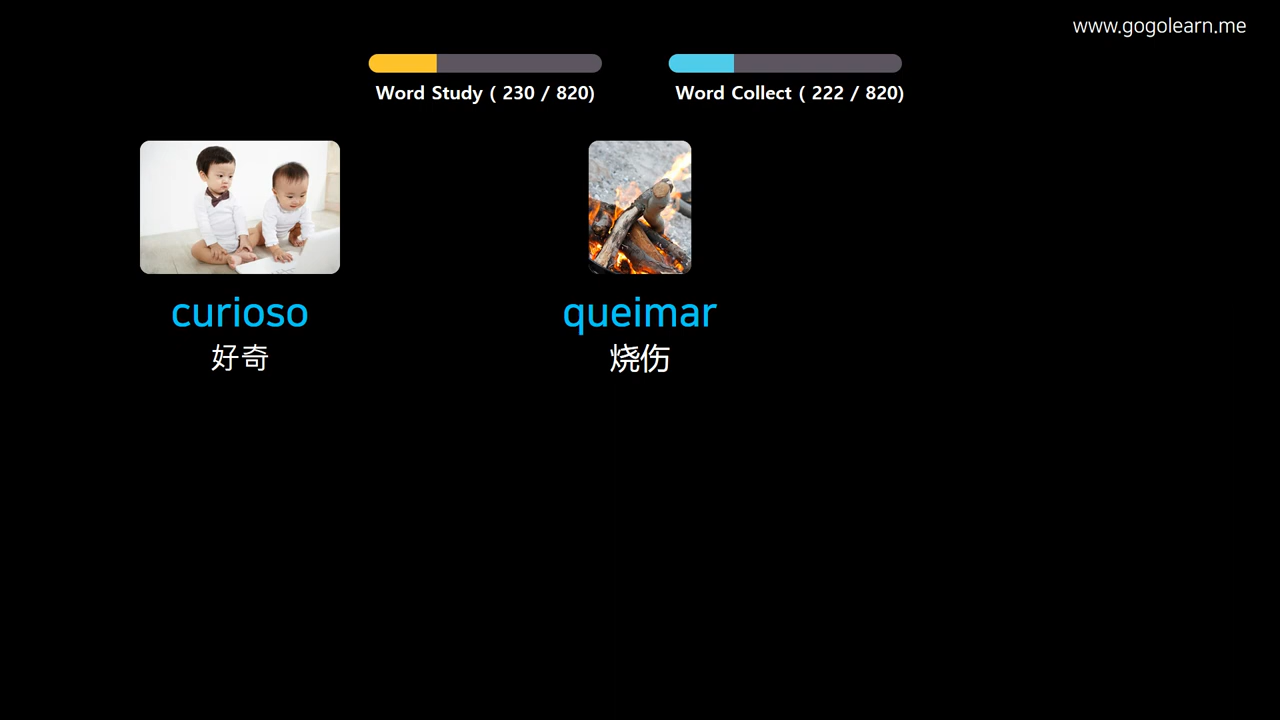 www.gogolearn.me
Word Study ( 230 / 820)
Word Collect ( 222 / 820)
curioso
好奇
queimar
烧伤